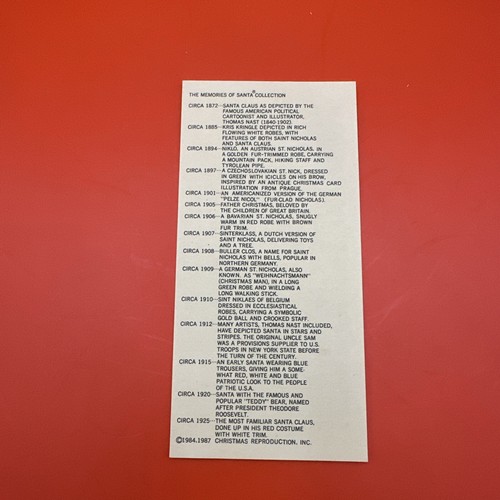 THE MEMORIES OF SANTA® COLLECTION
CIRCA 1872—SANTA CLAUS AS DEPICTED BY THE
FAMOUS AMERICAN POLITICAL
CARTOONIST AND ILLUSTRATOR,
THOMAS NAST (1840-1902).
CIRCA 1885—KRIS KRINGLE DEPICTED IN RICH
FLOWING WHITE ROBES, WITH
FEATURES OF BOTH SAINT NICHOLAS
AND SANTA CLAUS.
CIRCA 1894—NIKLO, AN AUSTRIAN ST. NICHOLAS, IN
A GOLDEN FUR-TRIMMED ROBE, CARRYING
A MOUNTAIN PACK, HIKING STAFF AND
TYROLEAN PIPE.
CIRCA 1897—A CZECHOSLOVAKIAN ST. NICK, DRESSED
IN GREEN WITH ICICLES ON HIS BROW,
INSPIRED BY AN ANTIQUE CHRISTMAS CARD
ILLUSTRATION FROM PRAGUE.
CIRCA 1901—AN AMERICANIZED VERSION OF THE GERMAN
"PELZE NICOL" (FUR-CLAD NICHOLAS).
CIRCA 1905—FATHER CHRISTMAS, BELOVED BY
THE CHILDREN OF GREAT BRITAIN.
CIRCA 1906—A BAVARIAN ST. NICHOLAS, SNUGLY
WARM IN RED ROBE WITH BROWN
FUR TRIM.
CIRCA 1907—SINTERKLASS, A DUTCH VERSION OF
SAINT NICHOLAS, DELIVERING TOYS
AND A TREE.
CIRCA 1908—BULLER CLOS, A NAME FOR SAINT
NICHOLAS WITH BELLS, POPULAR IN
NORTHERN GERMANY.
CIRCA 1909—A GERMAN ST. NICHOLAS, ALSO
KNOWN. AS "WEIHNACHTSMANN"
(CHRISTMAS MAN), IN A LONG
GREEN ROBE AND WIELDING A
LONG WALKING STICK.
CIRCA 1910—SINT NIKLAES OF BELGIUM
DRESSED IN ECCLESIASTICAL
ROBES, CARRYING A SYMBOLIC
GOLD BALL AND CROOKED STAFF.
CIRCA 1912—MANY ARTISTS, THOMAS NAST INCLUDED,
HAVE DEPICTED SANTA IN STARS AND
STRIPES. THE ORIGINAL UNCLE SAM
WAS A PROVISIONS SUPPLIER TO U.S.
TROOPS IN NEW YORK STATE BEFORE
THE TURN OF THE CENTURY.
CIRCA 1915—AN EARLY SANTA WEARING BLUE
TROUSERS, GIVING HIM A SOME-
WHAT RED, WHITE AND BLUE
PATRIOTIC LOOK TO THE PEOPLE
OF THE U.S.A.
CIRCA 1920—SANTA WITH THE FAMOUS AND
POPULAR "TEDDY" BEAR, NAMED
AFTER PRESIDENT THEODORE
ROOSEVELT.
CIRCA 1925—THE MOST FAMILIAR SANTA CLAUS,
DONE UP IN HIS RED COSTUME
WITH WHITE TRIM.
©1984,1987 CHRISTMAS REPRODUCTION, INC.